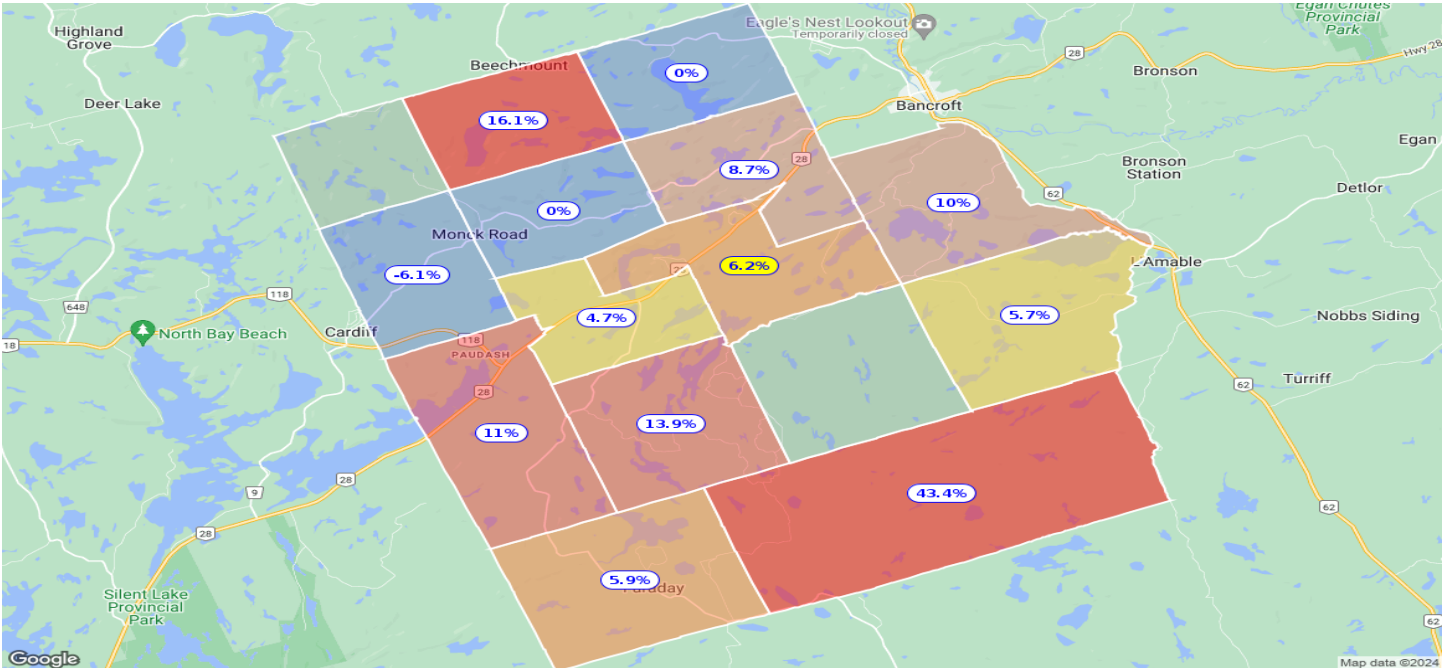 Highland
Grove
Eagle's Nest Lookout
Temporarily closed
Egan Chutes
Provincial
Park
28
Hwy 28
Beechmount
0%
Bronson
Deer Lake
Bancroft
16.1%
Egan
28
8.7%
Bronson
Station
Detlor
62
10%
0%
Monck Road
L'Amable
6.2%
28
-6.1%
118
648
4.7%
5.7%
Nobbs Siding
North Bay Beach
Cardiff
118
18
PAUDASH
Turriff
62
28
13.9%
11%
28
9
43.4%
62
28
5.9%
Faraday
Silent Lake
Provincial
Park
62
Google
Map data ©2024